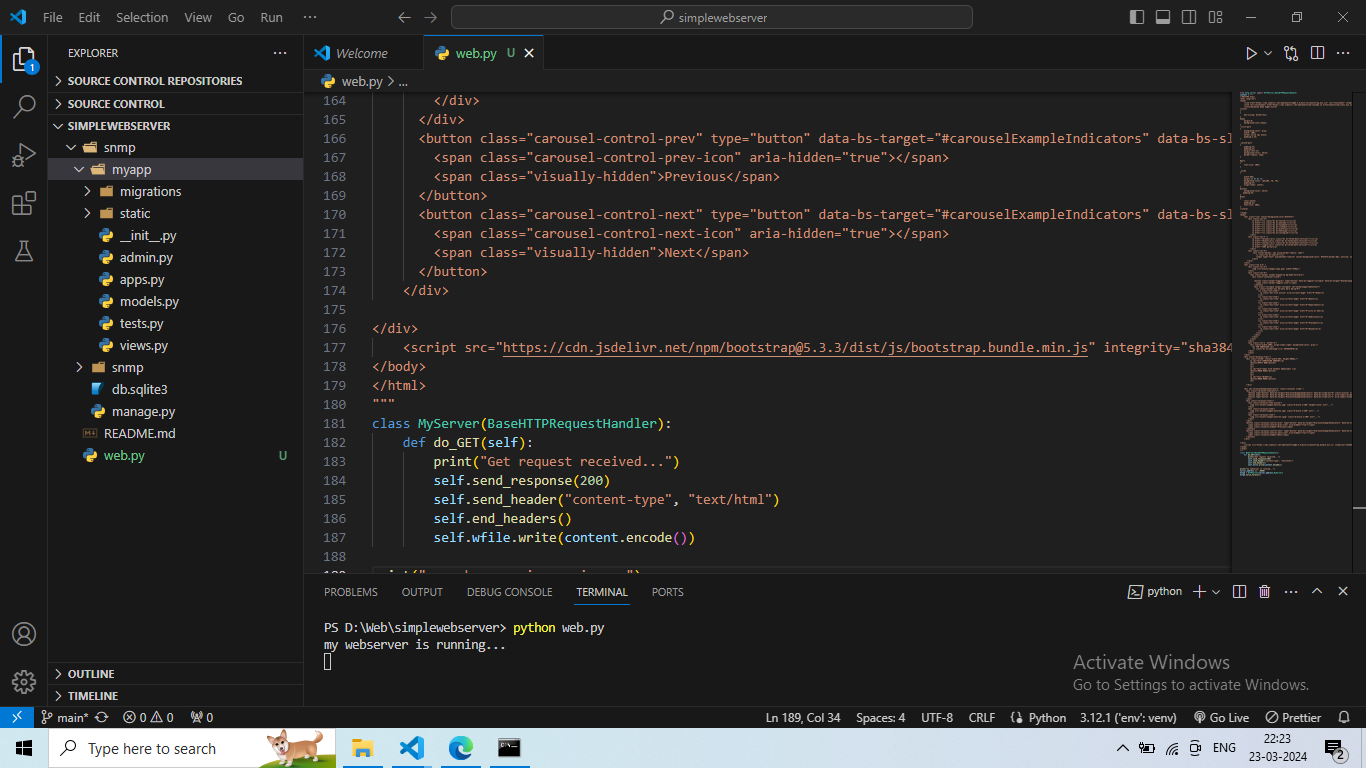 File Edit Selection View Go Run ··· simplewebserver
EXPLORER ···
1
SOURCE CONTROL REPOSITORIES
SOURCE CONTROL
SIMPLEWEBSERVER
snmp
myapp
migrations
static
__init__.py
admin.py
apps.py
models.py
tests.py
views.py
snmp
db.sqlite3
manage.py
README.md
web.py U
OUTLINE
TIMELINE
Welcome web.py U
web.py > ...
164 </div>
165 </div>
166 <button class="carousel-control-prev" type="button" data-bs-target="#carouselExampleIndicators" data-bs-sl
167 <span class="carousel-control-prev-icon" aria-hidden="true"></span>
168 <span class="visually-hidden">Previous</span>
169 </button>
170 <button class="carousel-control-next" type="button" data-bs-target="#carouselExampleIndicators" data-bs-sl
171 <span class="carousel-control-next-icon" aria-hidden="true"></span>
172 <span class="visually-hidden">Next</span>
173 </button>
174 </div>
175
176 </div>
177 <script src="https://cdn.jsdelivr.net/npm/bootstrap@5.3.3/dist/js/bootstrap.bundle.min.js" integrity="sha384
178 </body>
179 </html>
180 """
181 class MyServer(BaseHTTPRequestHandler):
182 def do_GET(self):
183 print("Get request received...")
184 self.send_response(200)
185 self.send_header("content-type", "text/html")
186 self.end_headers()
187 self.wfile.write(content.encode())
188
PROBLEMS OUTPUT DEBUG CONSOLE TERMINAL PORTS python
PS D:\Web\simplewebserver> python web.py
my webserver is running...
Activate Windows
Go to Settings to activate Windows.
main* 0 0 0 Ln 189, Col 34 Spaces: 4 UTF-8 CRLF Python 3.12.1 ('env': venv) Go Live Prettier
Type here to search ENG 22:23
23-03-2024 2